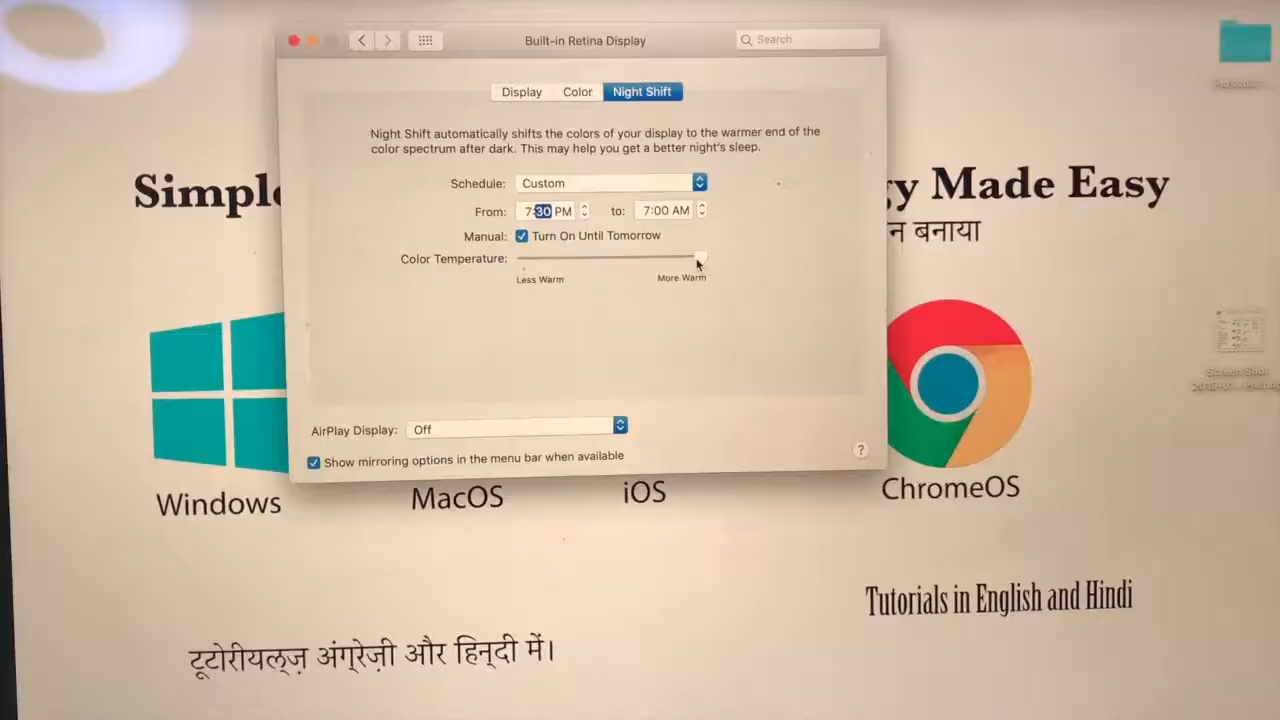 Built-in Retina Display
Search
Display
Color
Night Shift
Night Shift automatically shifts the colors of your display to the warmer end of the
color spectrum after dark. This may help you get a better night's sleep.
Schedule: Custom
From: 7:30 PM to: 7:00 AM
Manual: Turn On Until Tomorrow
Color Temperature:
Less Warm More Warm
AirPlay Display: Off
Show mirroring options in the menu bar when available
?
Made Easy
बनाया
Screen Shot
Windows
MacOS
iOS
ChromeOS
Tutorials in English and Hindi
टूटोरीयल्ज़ अंग्रेज़ी और हिन्दी में।